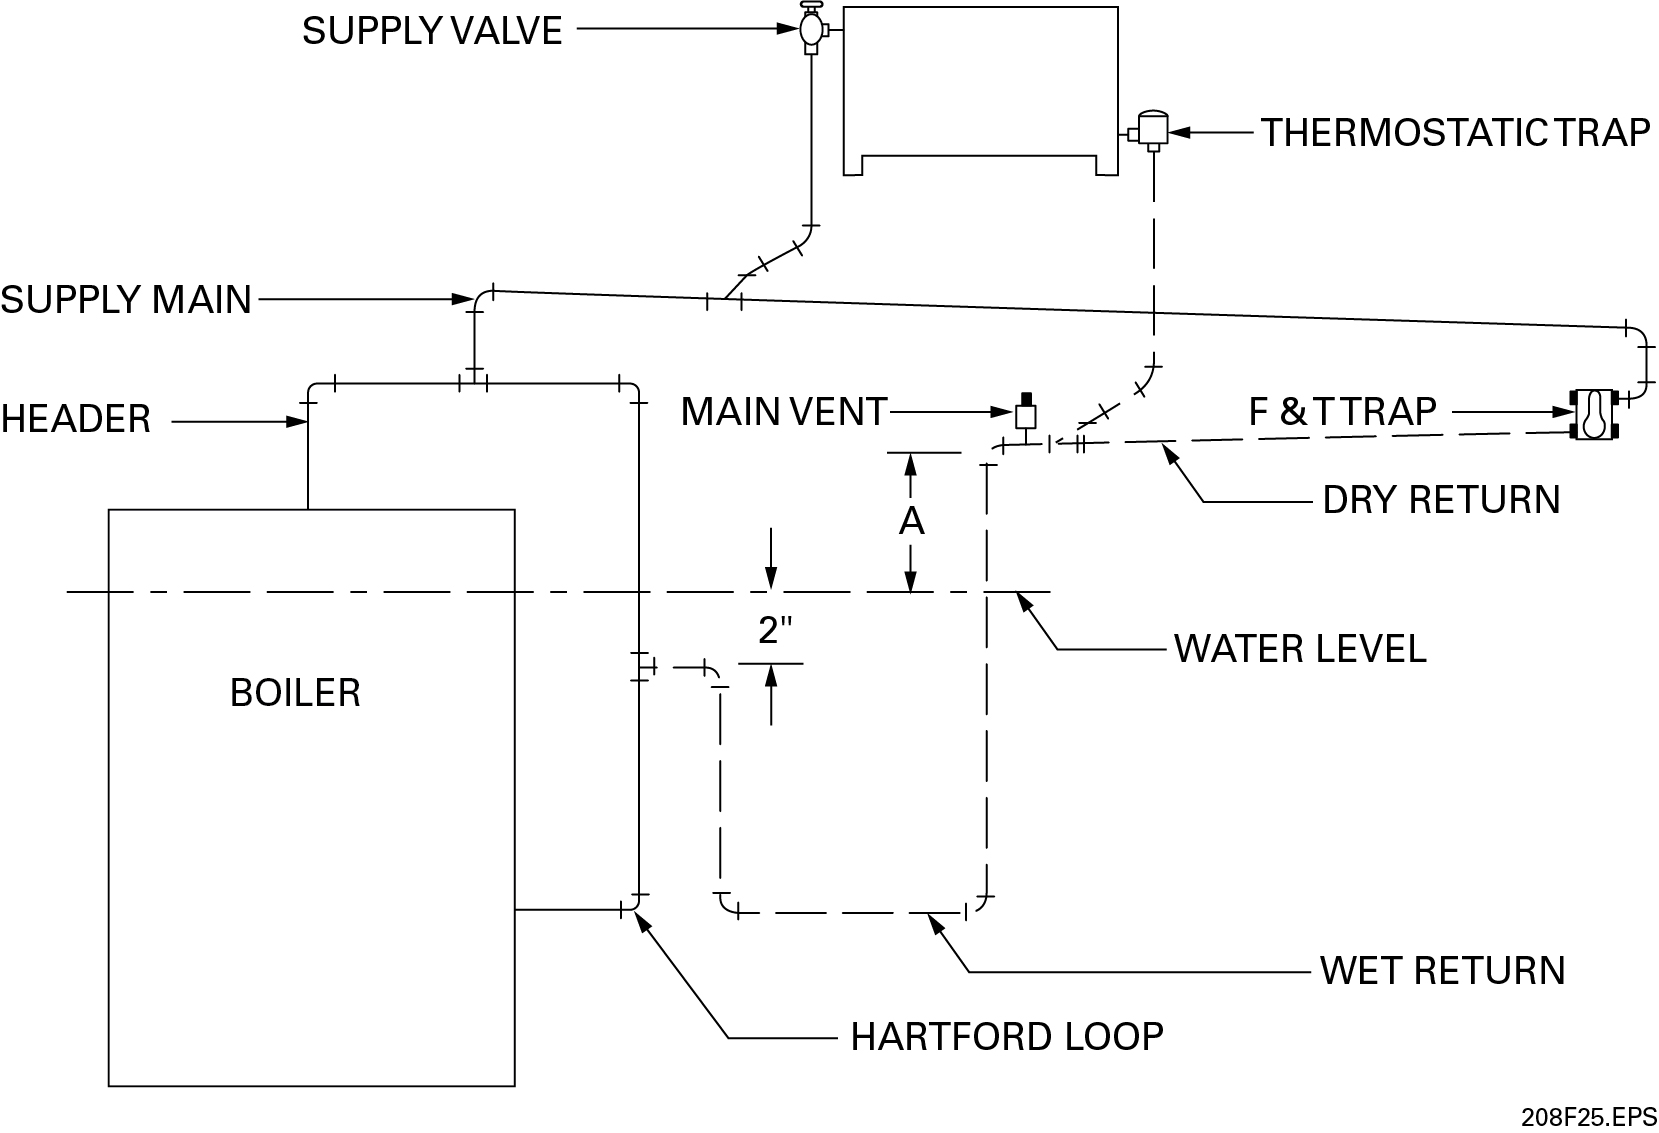 SUPPLY VALVE
THERMOSTATIC TRAP
SUPPLY MAIN
HEADER
MAIN VENT
F & T TRAP
DRY RETURN
A
2"
WATER LEVEL
BOILER
WET RETURN
HARTFORD LOOP
208F25.EPS